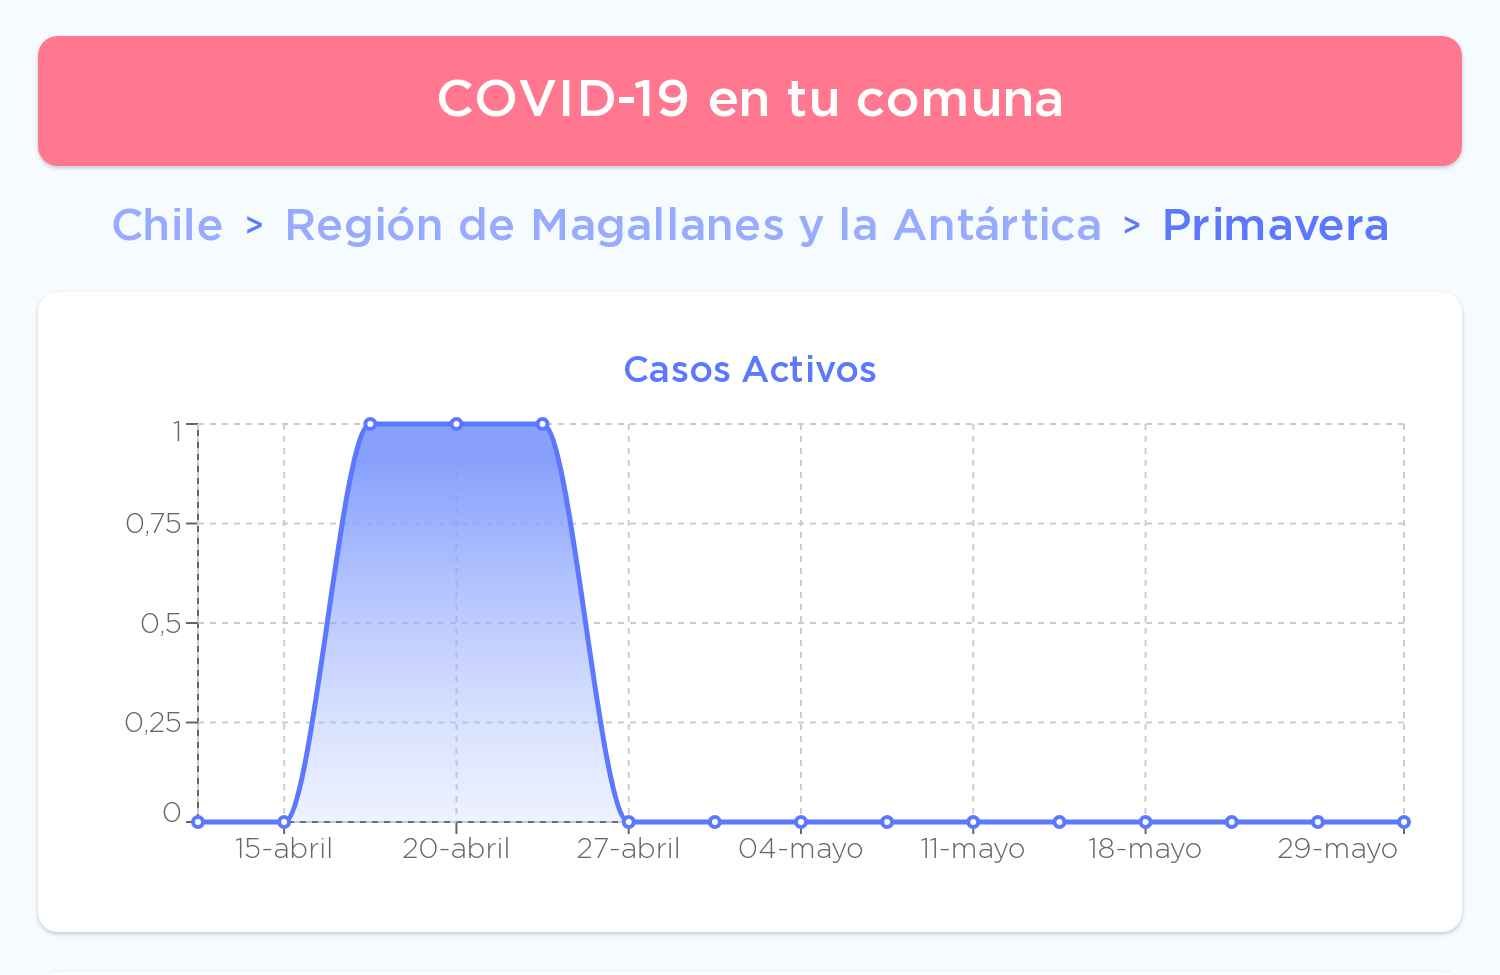 COVID-19 en tu comuna
Chile > Región de Magallanes y la Antártica > Primavera
Casos Activos
1
0,75
0,5
0,25
0
15-abril 20-abril 27-abril 04-mayo 11-mayo 18-mayo 29-mayo